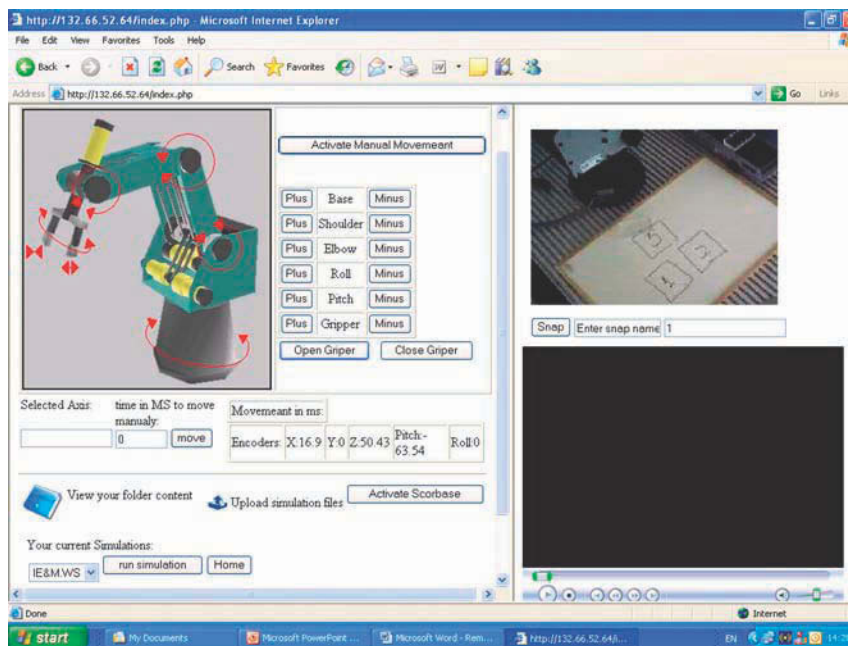 http://132.66.52.64/index.php - Microsoft Internet Explorer
File Edit View Favorites Tools Help
Back Search Favorites
Address http://132.66.52.64/index.php Go Links
Activate Manual Movemeant
Plus Base Minus
Plus Shoulder Minus
Plus Elbow Minus
Plus Roll Minus
Plus Pitch Minus
Plus Gripper Minus
Open Griper Close Griper
5
3
Snap Enter snap name 1
Selected Axis: time in MS to move manualy:
0 move
Movemeant in ms:
Encoders: X:16.9 Y:0 Z:50.43 Pitch:-63.54 Roll:0
View your folder content Upload simulation files Activate Scorbase
Your current Simulations:
IE&M.WS run simulation Home
Done Internet
start My Documents Microsoft PowerPoint ... Microsoft Word - Rem... http://132.66.52.64/i... EN